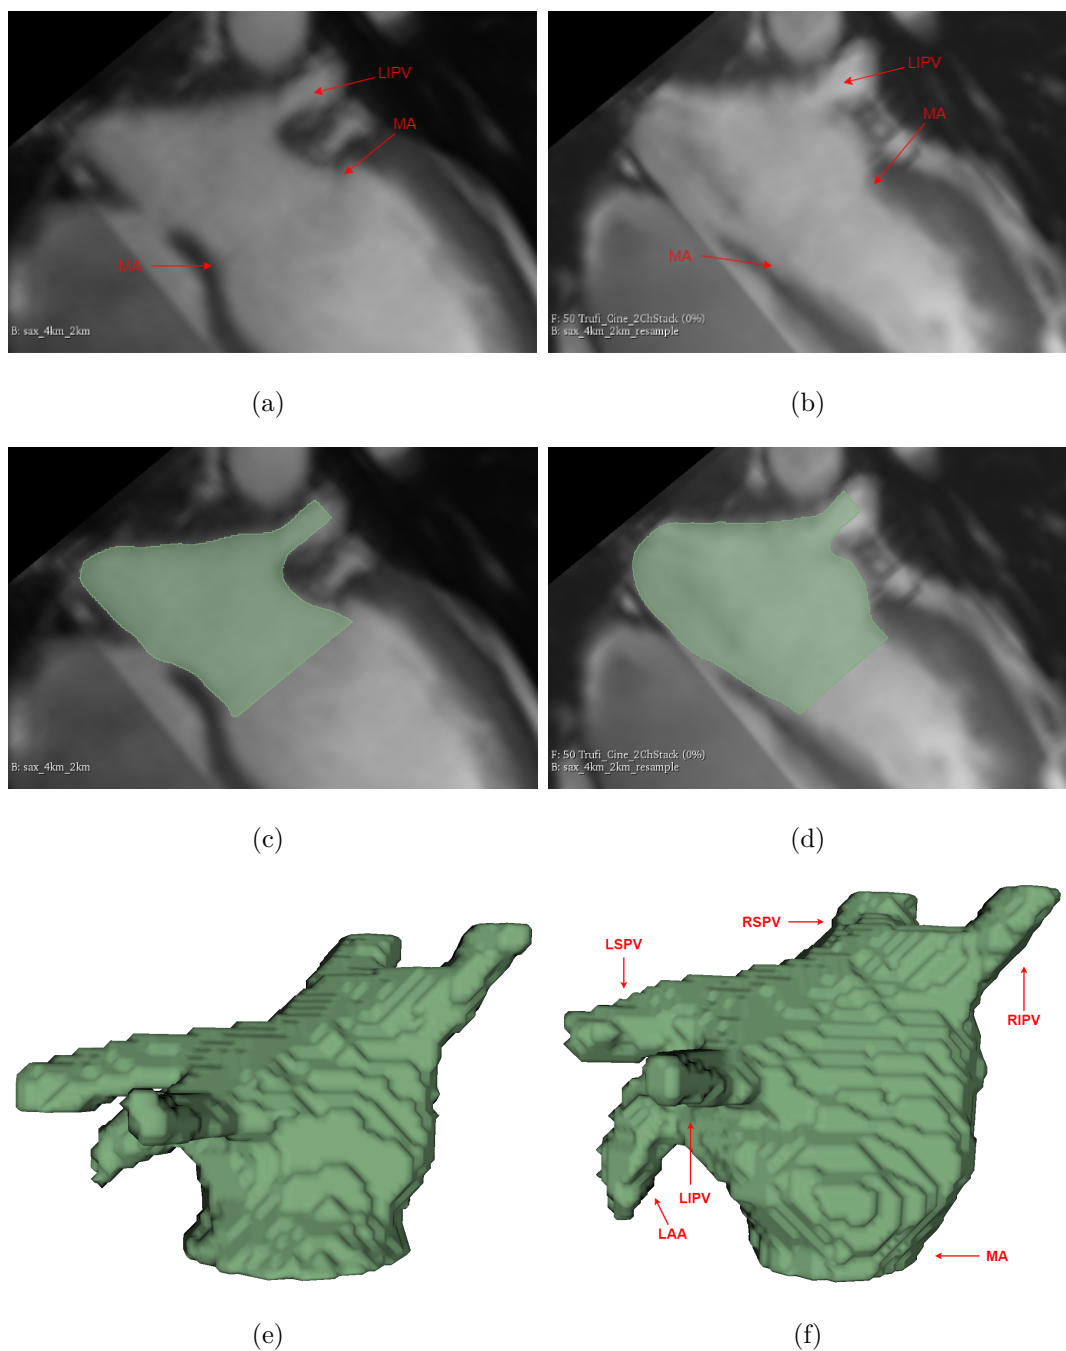 LIPV
MA
MA
B: sax_4km_2km
LIPV
MA
MA
F: 50 Trufi_Cine_2ChStack (0%)
B: sax_4km_2km_resample
(a)
(b)
B: sax_4km_2km
F: 50 Trufi_Cine_2ChStack (0%)
B: sax_4km_2km_resample
(c)
(d)
RSPV
LSPV
RIPV
LIPV
LAA
MA
(e)
(f)